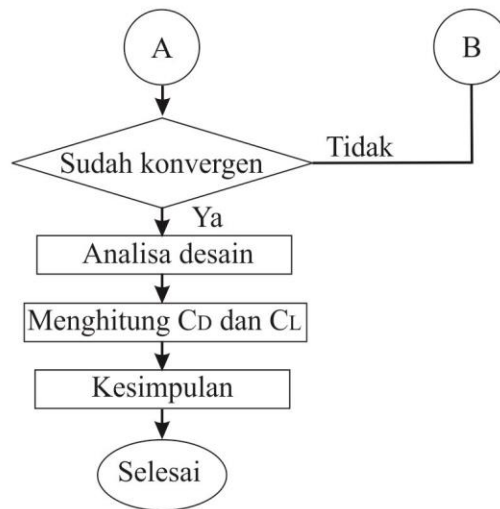 A
B
Sudah konvergen
Tidak
Ya
Analisa desain
Menghitung CD dan CL
Kesimpulan
Selesai